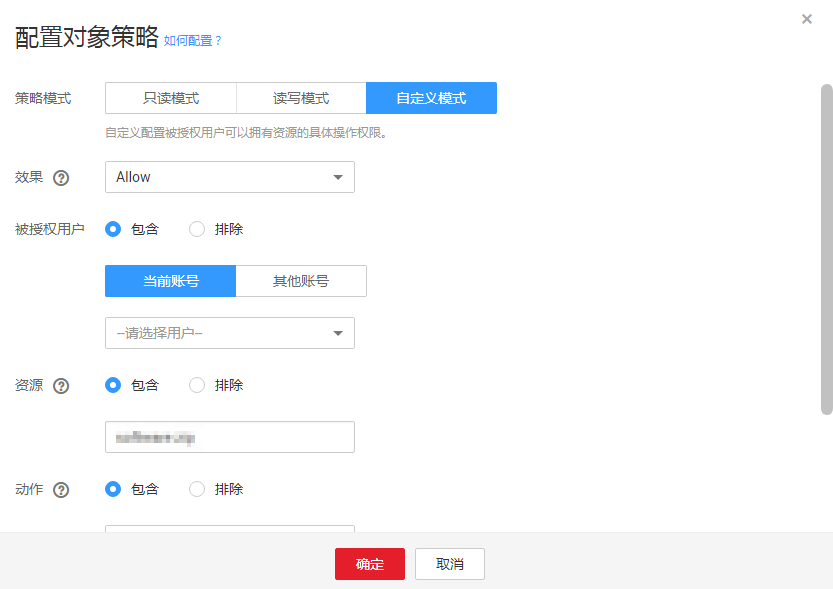 配置对象策略 如何配置？
策略模式 只读模式 读写模式 自定义模式
自定义配置被授权用户可以拥有资源的具体操作权限。
效果 ? Allow
被授权用户 包含 排除
当前账号 其他账号
--请选择用户--
资源 ? 包含 排除
动作 ? 包含 排除
确定 取消